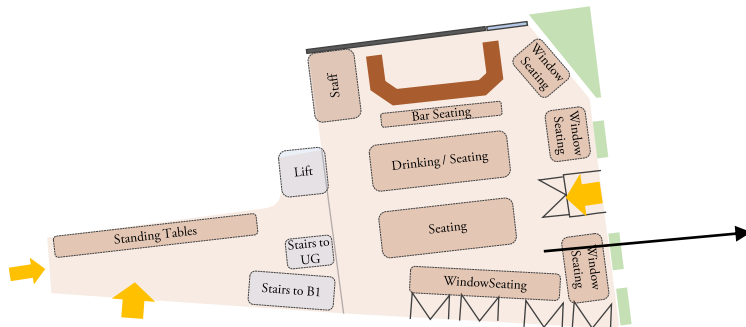 Window
Seating
Staff
Bar Seating
Window
Seating
Drinking / Seating
Lift
Standing Tables
Seating
Stairs to
UG
Window
Seating
Stairs to B1
WindowSeating